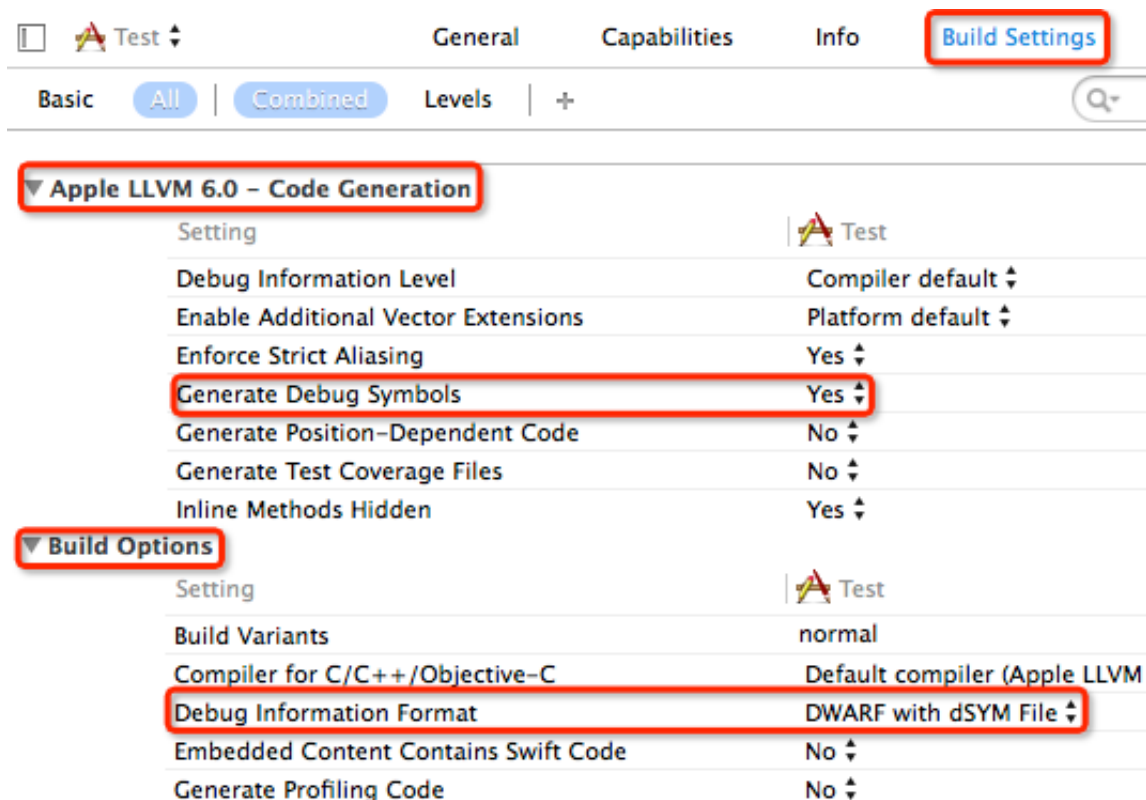 Test General Capabilities Info Build Settings
Basic All Combined Levels +
Apple LLVM 6.0 – Code Generation
Setting Test
Debug Information Level Compiler default
Enable Additional Vector Extensions Platform default
Enforce Strict Aliasing Yes
Generate Debug Symbols Yes
Generate Position–Dependent Code No
Generate Test Coverage Files No
Inline Methods Hidden Yes
Build Options
Setting Test
Build Variants normal
Compiler for C/C++/Objective–C Default compiler (Apple LLVM
Debug Information Format DWARF with dSYM File
Embedded Content Contains Swift Code No
Generate Profiling Code No